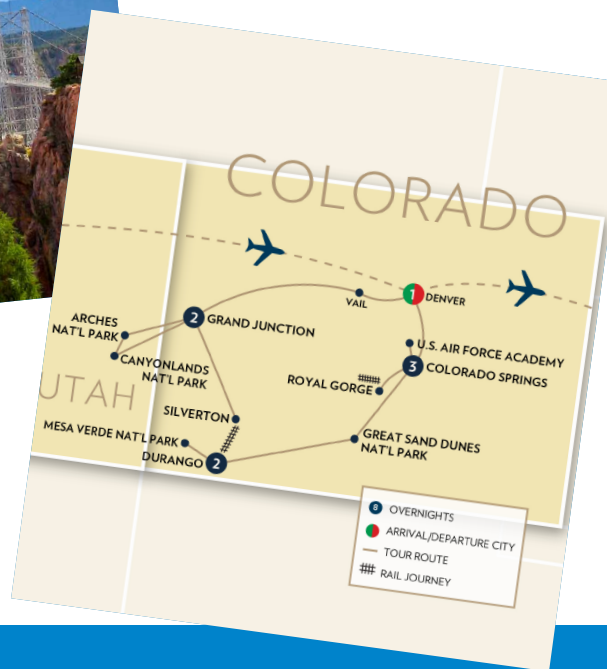 COLORADO
1
DENVER
VAIL
2
GRAND JUNCTION
ARCHES
NAT'L PARK
CANYONLANDS
NAT'L PARK
U.S. AIR FORCE ACADEMY
3
COLORADO SPRINGS
ROYAL GORGE
UTAH
SILVERTON
MESA VERDE NAT'L PARK
DURANGO
2
GREAT SAND DUNES
NAT'L PARK
OVERNIGHTS
ARRIVAL/DEPARTURE CITY
TOUR ROUTE
RAIL JOURNEY